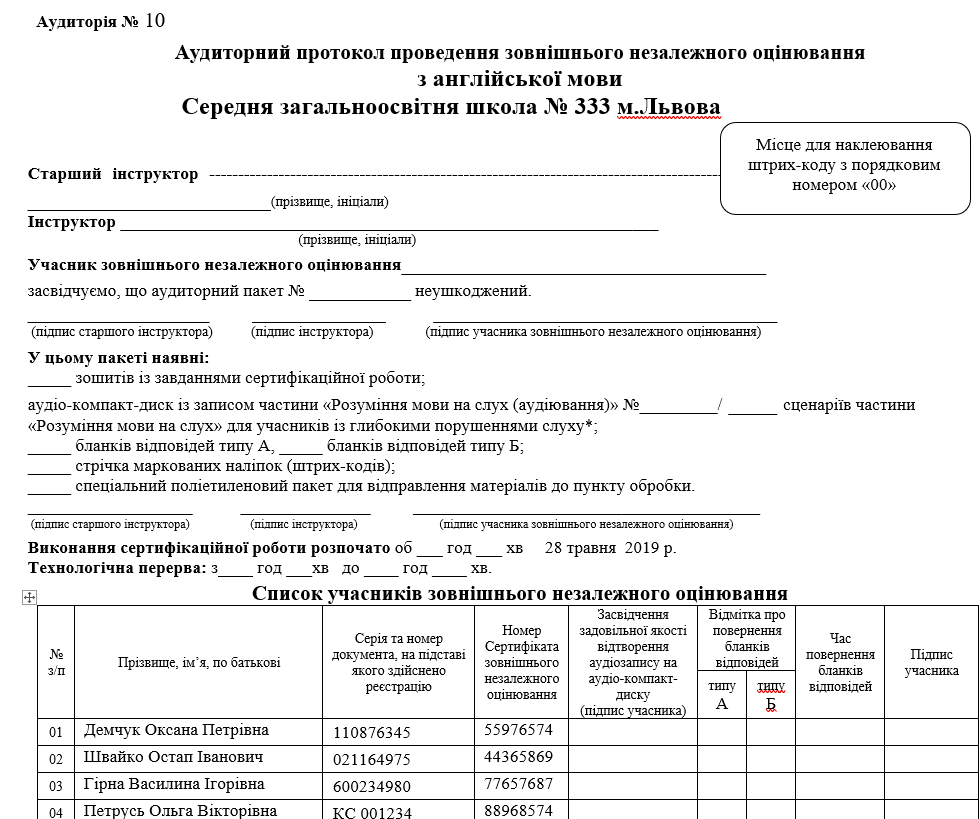 Аудиторія № 10
Аудиторний протокол проведення зовнішнього незалежного оцінювання
з англійської мови
Середня загальноосвітня школа № 333 м.Львова
Місце для наклеювання
штрих-коду з порядковим
номером «00»
Старший інструктор ------------------------------------------------------------
____________________________(прізвище, ініціали)
Інструктор ______________________________________________________________
(прізвище, ініціали)
Учасник зовнішнього незалежного оцінювання__________________________________________
засвідчуємо, що аудиторний пакет № ____________ неушкоджений.
(підпис старшого інструктора) (підпис інструктора) (підпис учасника зовнішнього незалежного оцінювання)
У цьому пакеті наявні:
_____ зошитів із завданнями сертифікаційної роботи;
аудіо-компакт-диск із записом частини «Розуміння мови на слух (аудіювання)» №_________/ ______ сценаріїв частини
«Розуміння мови на слух» для учасників із глибокими порушеннями слуху*;
_____ бланків відповідей типу А, _____ бланків відповідей типу Б;
_____ стрічка маркованих наліпок (штрих-кодів);
_____ спеціальний поліетиленовий пакет для відправлення матеріалів до пункту обробки.
(підпис старшого інструктора) (підпис інструктора) (підпис учасника зовнішнього незалежного оцінювання)
Виконання сертифікаційної роботи розпочато об ___ год ___ хв 28 травня 2019 р.
Технологічна перерва: з____ год ___хв до ____ год ____ хв.
Список учасників зовнішнього незалежного оцінювання
№
з/п
Прізвище, ім’я, по батькові
Серія та номер
документа, на підставі
якого здійснено
реєстрацію
Номер
Сертифіката
зовнішнього
незалежного
оцінювання
Засвідчення
задовільної якості
відтворення
аудіозапису на
аудіо-компакт-
диску
(підпис учасника)
Відмітка про
повернення
бланків
відповідей
типу
А
типу
Б
Час
повернення
бланків
відповідей
Підпис
учасника
01 Демчук Оксана Петрівна 110876345 55976574
02 Швайко Остап Іванович 021164975 44365869
03 Гірна Василина Ігорівна 600234980 77657687
04 Петрусь Ольга Вікторівна КС 001234 88968574